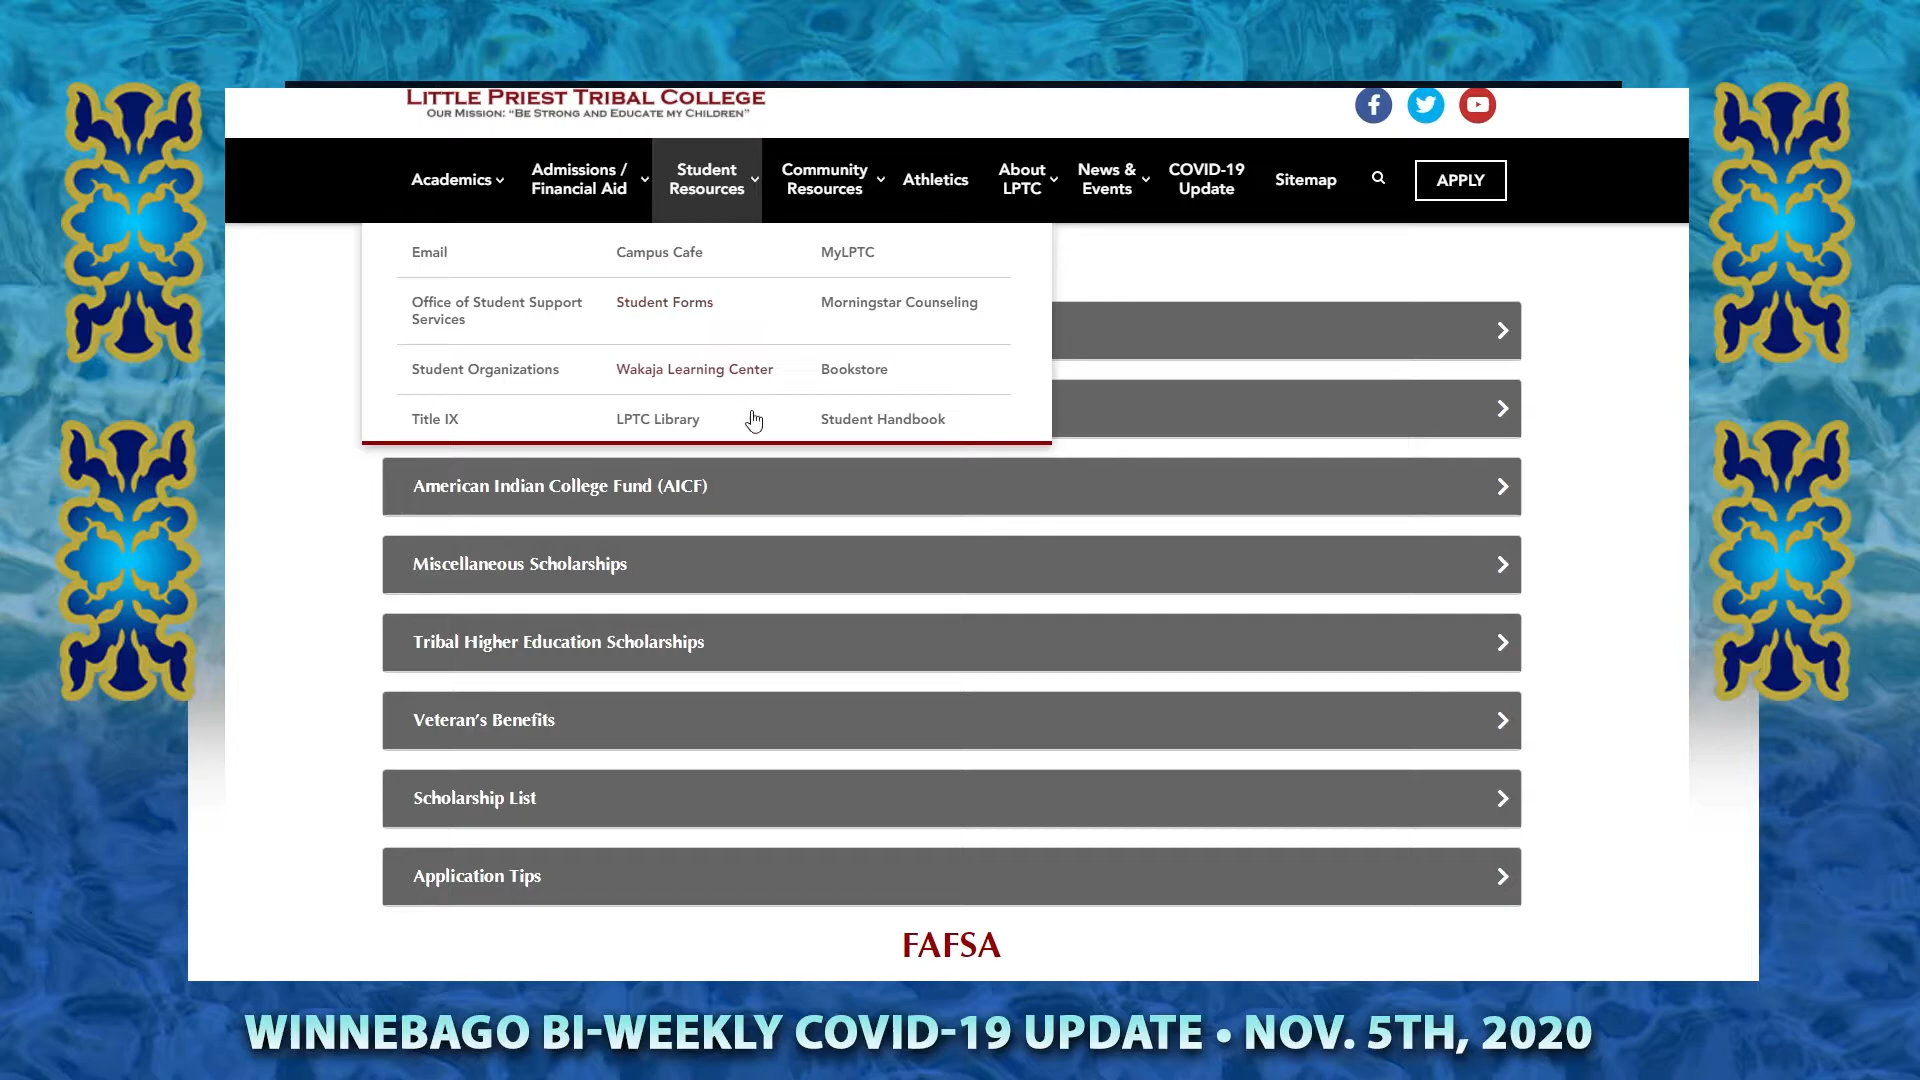 LITTLE PRIEST TRIBAL COLLEGE
OUR MISSION: "BE STRONG AND EDUCATE MY CHILDREN"
Academics
Admissions /
Financial Aid
Student
Resources
Community
Resources
Athletics
About
LPTC
News &
Events
COVID-19
Update
Sitemap
APPLY
Email
Campus Cafe
MyLPTC
Office of Student Support
Services
Student Forms
Morningstar Counseling
Student Organizations
Wakaja Learning Center
Bookstore
Title IX
LPTC Library
Student Handbook
American Indian College Fund (AICF)
Miscellaneous Scholarships
Tribal Higher Education Scholarships
Veteran's Benefits
Scholarship List
Application Tips
FAFSA
WINNEBAGO BI-WEEKLY COVID-19 UPDATE • NOV. 5TH, 2020